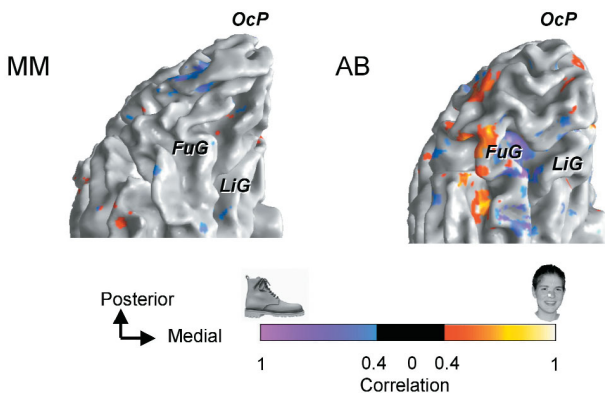 OcP
OcP
MM
AB
FuG
FuG
LiG
LiG
Posterior
Medial
1 0.4 0 0.4 1
Correlation